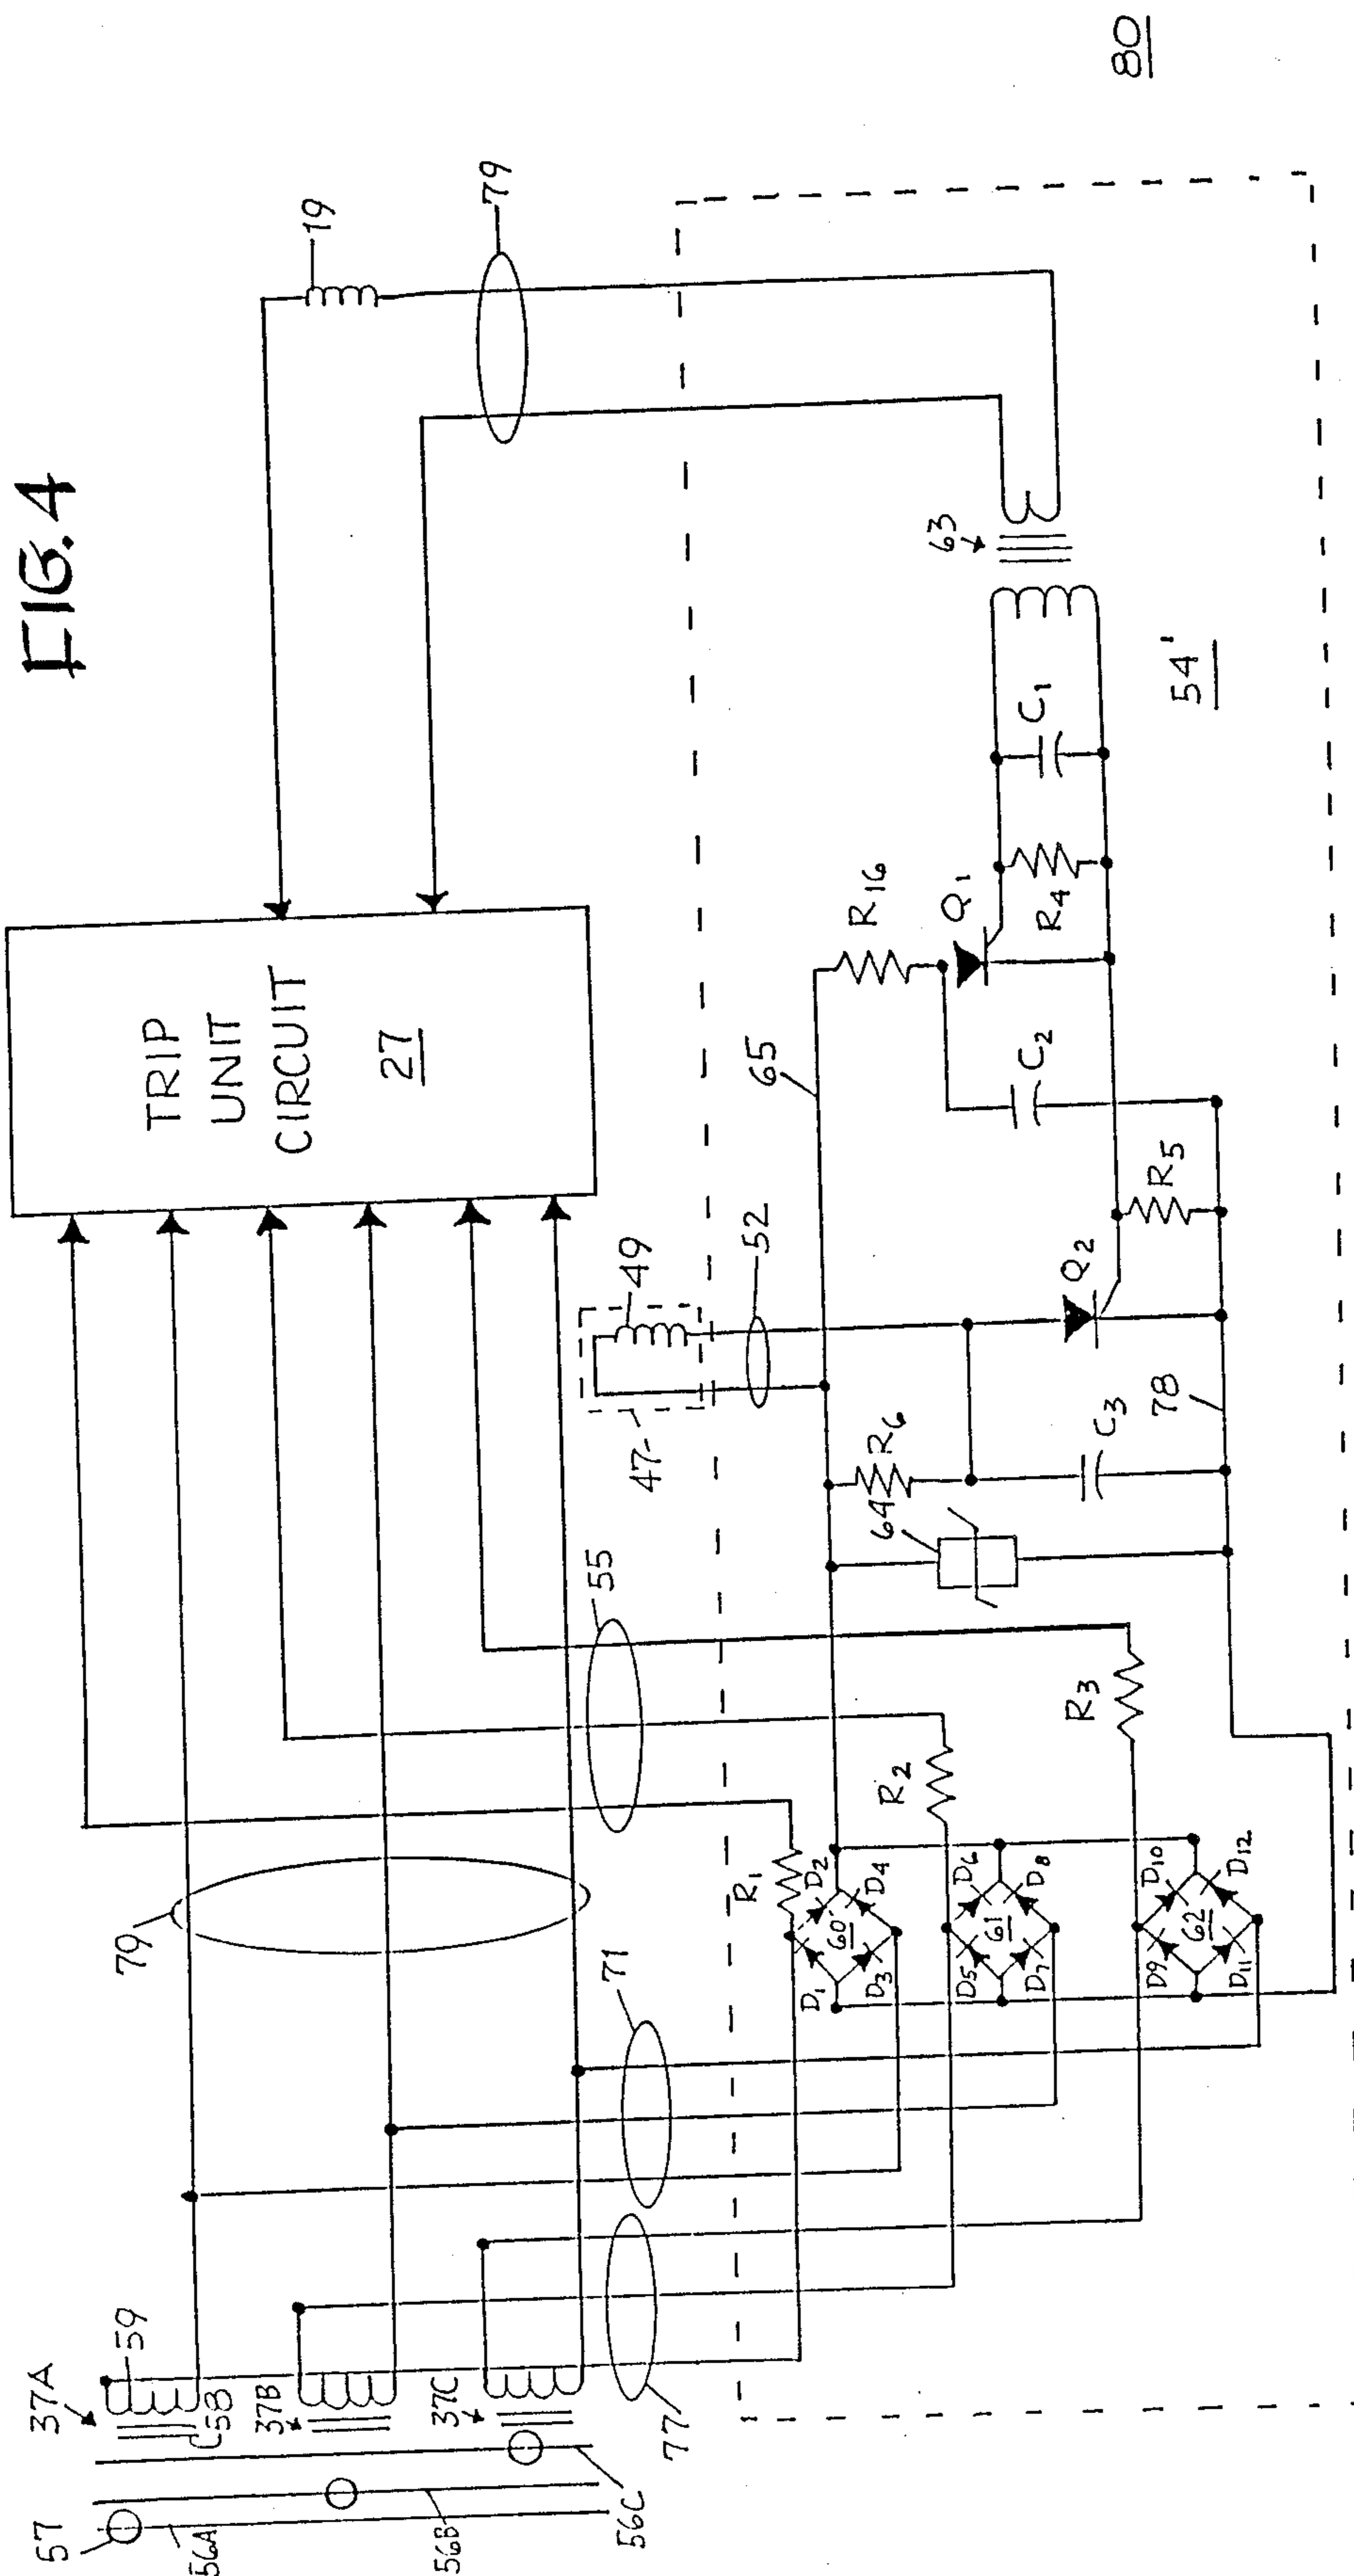 FIG. 4
80
TRIP
UNIT
CIRCUIT
27
19
79
63
54'
C1
R4
Q1
R16
65
C2
R5
Q2
52
49
47
R6
64
C3
78
55
R3
R2
R1
D2
D4
60
D1
D3
D6
D8
61
D5
D7
D10
D12
62
D9
D11
79
71
77
37A
59
58
37B
37C
57
56A
56B
56C